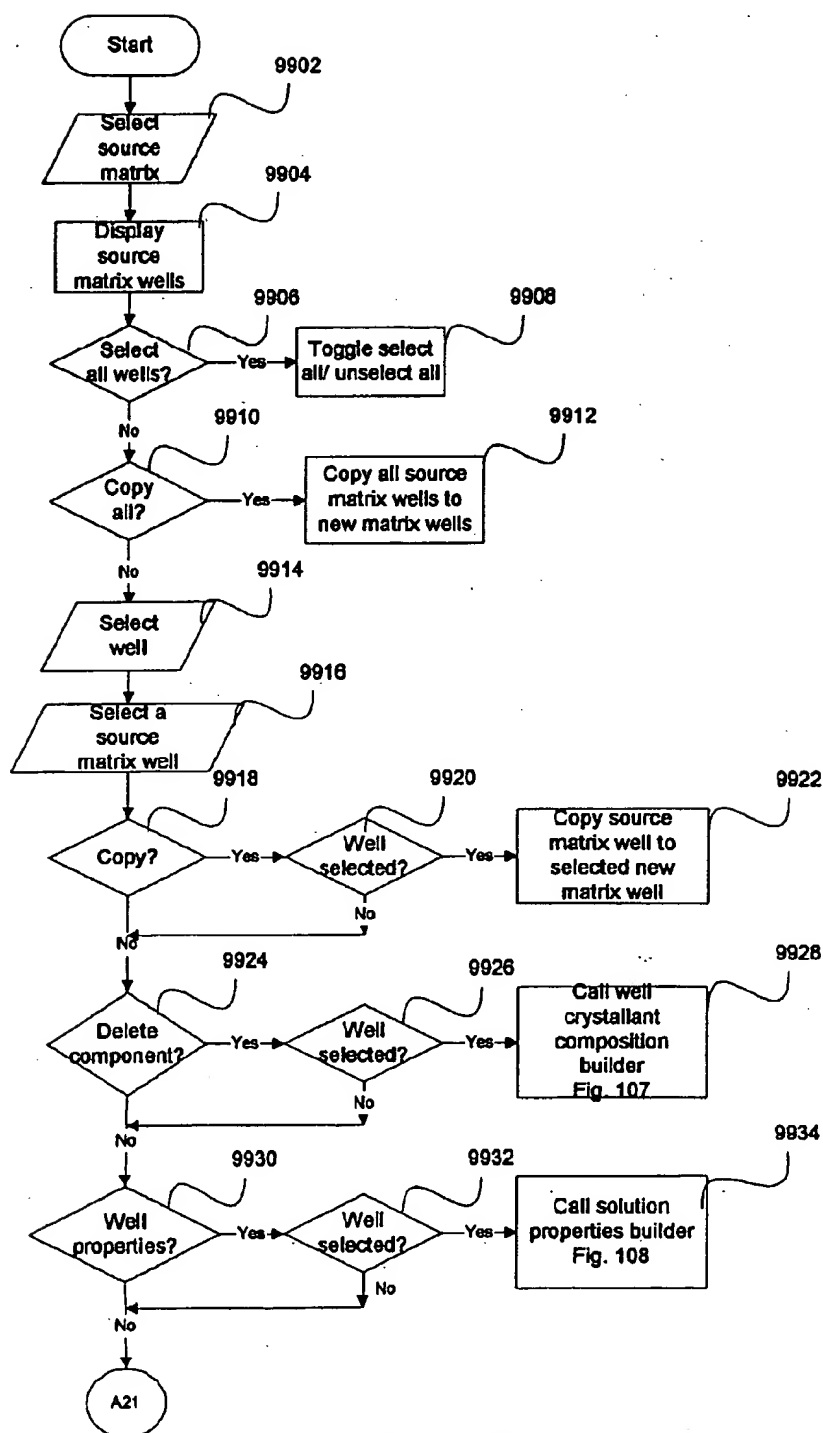 Start
9902
Select
source
matrix
9904
Display
source
matrix wells
9906
Select
all wells?
Yes
9908
Toggle select
all/ unselect all
No
9910
Copy
all?
Yes
9912
Copy all source
matrix wells to
new matrix wells
No
9914
Select
well
9916
Select a
source
matrix well
9918
Copy?
Yes
9920
Well
selected?
Yes
9922
Copy source
matrix well to
selected new
matrix well
No
No
9924
Delete
component?
Yes
9926
Well
selected?
Yes
9928
Call well
crystallant
composition
builder
Fig. 107
No
No
9930
Well
properties?
Yes
9932
Well
selected?
Yes
9934
Call solution
properties builder
Fig. 108
No
No
A21